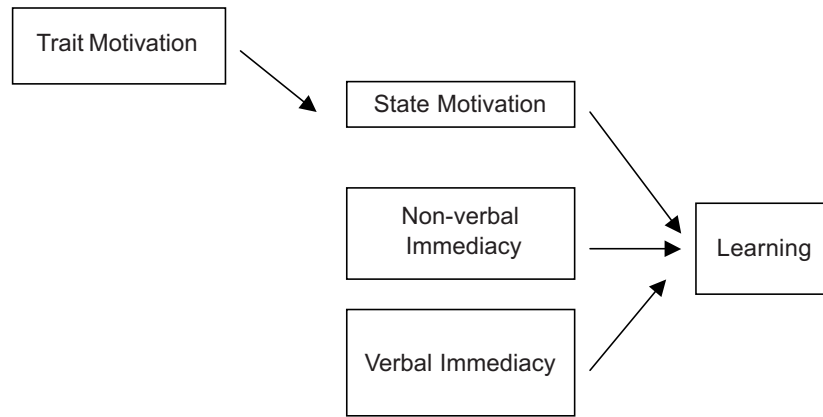 Trait Motivation
State Motivation
Non-verbal
Immediacy
Learning
Verbal Immediacy